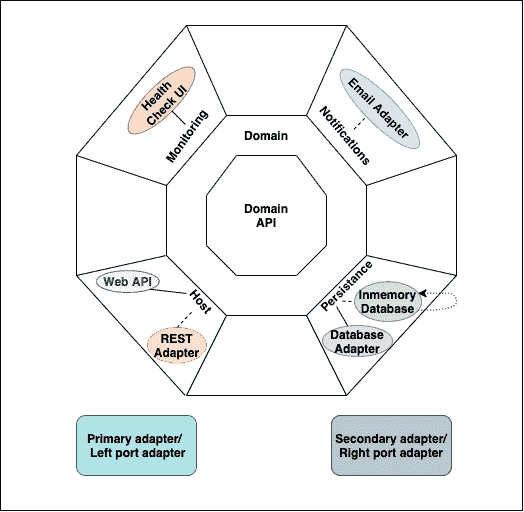 Health
Check UI
Monitoring
Email Adapter
Notifications
Domain
Domain
API
Web API
Host
REST
Adapter
Persistance
Inmemory
Database
Database
Adapter
Primary adapter/
Left port adapter
Secondary adapter/
Right port adapter